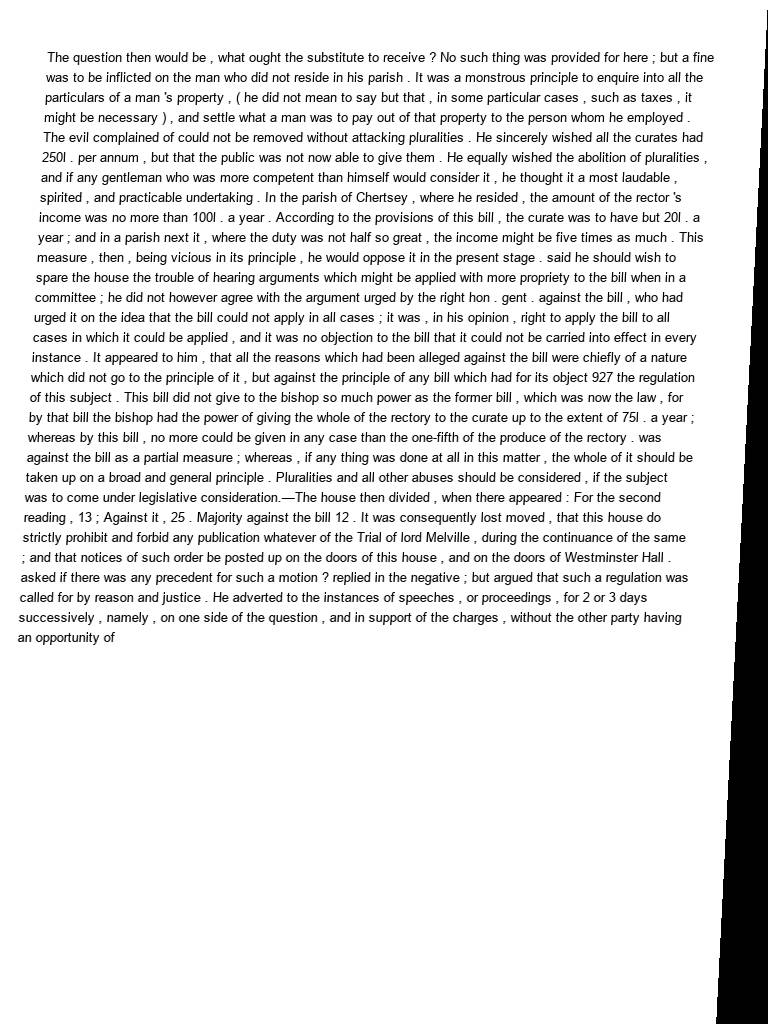 The question then would be , what ought the substitute to receive ? No such thing was provided for here ; but a fine
was to be inflicted on the man who did not reside in his parish . It was a monstrous principle to enquire into all the
particulars of a man 's property , ( he did not mean to say but that , in some particular cases , such as taxes , it
might be necessary ) , and settle what a man was to pay out of that property to the person whom he employed .
The evil complained of could not be removed without attacking pluralities . He sincerely wished all the curates had
250l . per annum , but that the public was not now able to give them . He equally wished the abolition of pluralities ,
and if any gentleman who was more competent than himself would consider it , he thought it a most laudable ,
spirited , and practicable undertaking . In the parish of Chertsey , where he resided , the amount of the rector 's
income was no more than 100l . a year . According to the provisions of this bill , the curate was to have but 20l . a
year ; and in a parish next it , where the duty was not half so great , the income might be five times as much . This
measure , then , being vicious in its principle , he would oppose it in the present stage . said he should wish to
spare the house the trouble of hearing arguments which might be applied with more propriety to the bill when in a
committee ; he did not however agree with the argument urged by the right hon . gent . against the bill , who had
urged it on the idea that the bill could not apply in all cases ; it was , in his opinion , right to apply the bill to all
cases in which it could be applied , and it was no objection to the bill that it could not be carried into effect in every
instance . It appeared to him , that all the reasons which had been alleged against the bill were chiefly of a nature
which did not go to the principle of it , but against the principle of any bill which had for its object 927 the regulation
of this subject . This bill did not give to the bishop so much power as the former bill , which was now the law , for
by that bill the bishop had the power of giving the whole of the rectory to the curate up to the extent of 75l . a year ;
whereas by this bill , no more could be given in any case than the one-fifth of the produce of the rectory . was
against the bill as a partial measure ; whereas , if any thing was done at all in this matter , the whole of it should be
taken up on a broad and general principle . Pluralities and all other abuses should be considered , if the subject
was to come under legislative consideration.—The house then divided , when there appeared : For the second
reading , 13 ; Against it , 25 . Majority against the bill 12 . It was consequently lost moved , that this house do
strictly prohibit and forbid any publication whatever of the Trial of lord Melville , during the continuance of the same
; and that notices of such order be posted up on the doors of this house , and on the doors of Westminster Hall .
asked if there was any precedent for such a motion ? replied in the negative ; but argued that such a regulation was
called for by reason and justice . He adverted to the instances of speeches , or proceedings , for 2 or 3 days
successively , namely , on one side of the question , and in support of the charges , without the other party having
an opportunity of